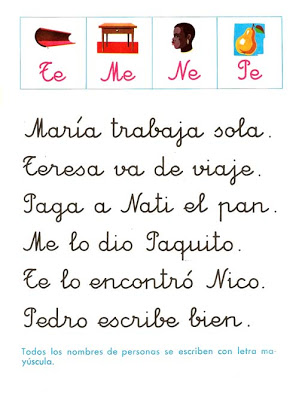 Te Me Ne Pe
María trabaja sola.
Teresa va de viaje.
Paga a Nati el pan.
Me lo dio Paquito.
Te lo encontró Nico.
Pedro escribe bien.
Todos los nombres de personas se escriben con letra ma-
yúscula.